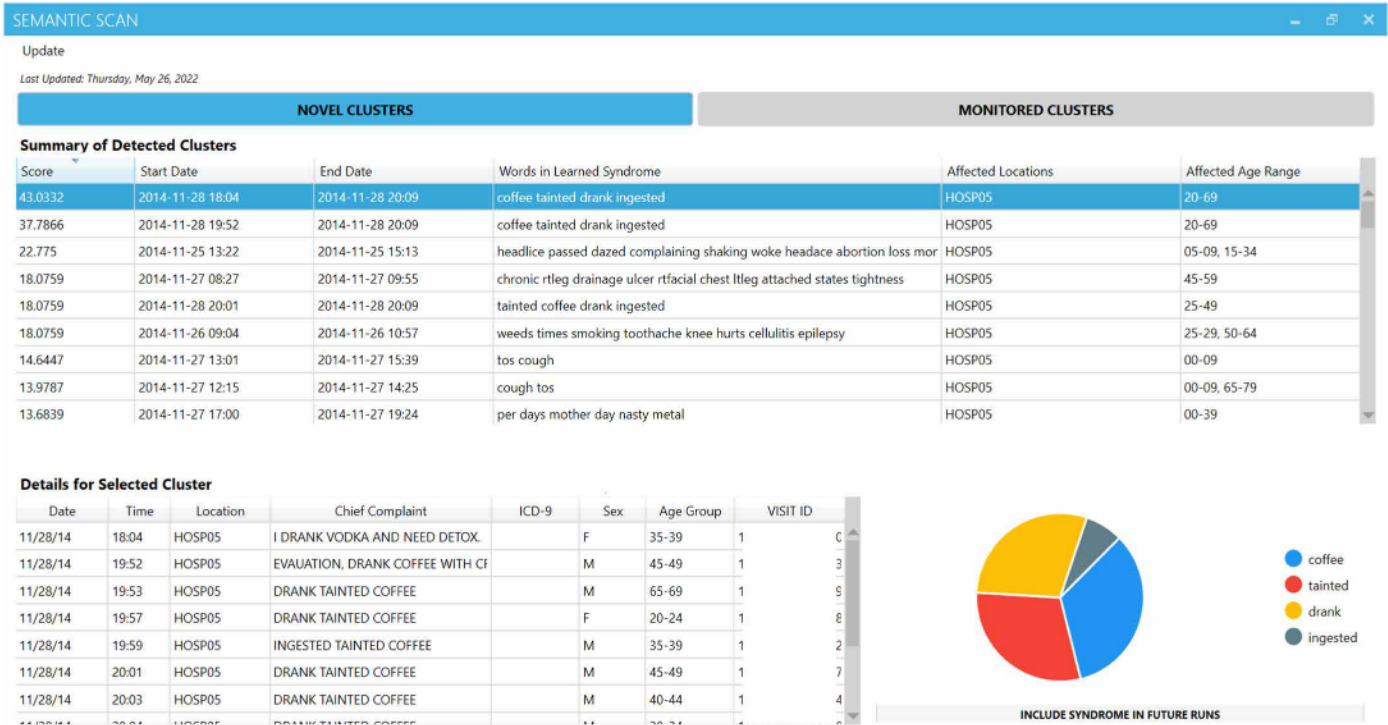 SEMANTIC SCAN
Update
Last Updated: Thursday, May 26, 2022
NOVEL CLUSTERS MONITORED CLUSTERS
Summary of Detected Clusters
Score Start Date End Date Words in Learned Syndrome Affected Locations Affected Age Range
43.0332 2014-11-28 18:04 2014-11-28 20:09 coffee tainted drank ingested HOSP05 20-69
37.7866 2014-11-28 19:52 2014-11-28 20:09 coffee tainted drank ingested HOSP05 20-69
22.775 2014-11-25 13:22 2014-11-25 15:13 headlice passed dazed complaining shaking woke headace abortion loss mor HOSP05 05-09, 15-34
18.0759 2014-11-27 08:27 2014-11-27 09:55 chronic rtleg drainage ulcer rtfacial chest ltleg attached states tightness HOSP05 45-59
18.0759 2014-11-28 20:01 2014-11-28 20:09 tainted coffee drank ingested HOSP05 25-49
18.0759 2014-11-26 09:04 2014-11-26 10:57 weeds times smoking toothache knee hurts cellulitis epilepsy HOSP05 25-29, 50-64
14.6447 2014-11-27 13:01 2014-11-27 15:39 tos cough HOSP05 00-09
13.9787 2014-11-27 12:15 2014-11-27 14:25 cough tos HOSP05 00-09, 65-79
13.6839 2014-11-27 17:00 2014-11-27 19:24 per days mother day nasty metal HOSP05 00-39
Details for Selected Cluster
Date Time Location Chief Complaint ICD-9 Sex Age Group VISIT ID
11/28/14 18:04 HOSP05 I DRANK VODKA AND NEED DETOX. F 35-39 1 0
11/28/14 19:52 HOSP05 EVAUATION, DRANK COFFEE WITH M 45-49 1 3
11/28/14 19:53 HOSP05 DRANK TAINTED COFFEE M 65-69 1 9
11/28/14 19:57 HOSP05 DRANK TAINTED COFFEE F 20-24 1 8
11/28/14 19:59 HOSP05 INGESTED TAINTED COFFEE M 35-39 1 2
11/28/14 20:01 HOSP05 DRANK TAINTED COFFEE M 45-49 1 7
11/28/14 20:03 HOSP05 DRANK TAINTED COFFEE M 40-44 1 4
coffee
tainted
drank
ingested
INCLUDE SYNDROME IN FUTURE RUNS